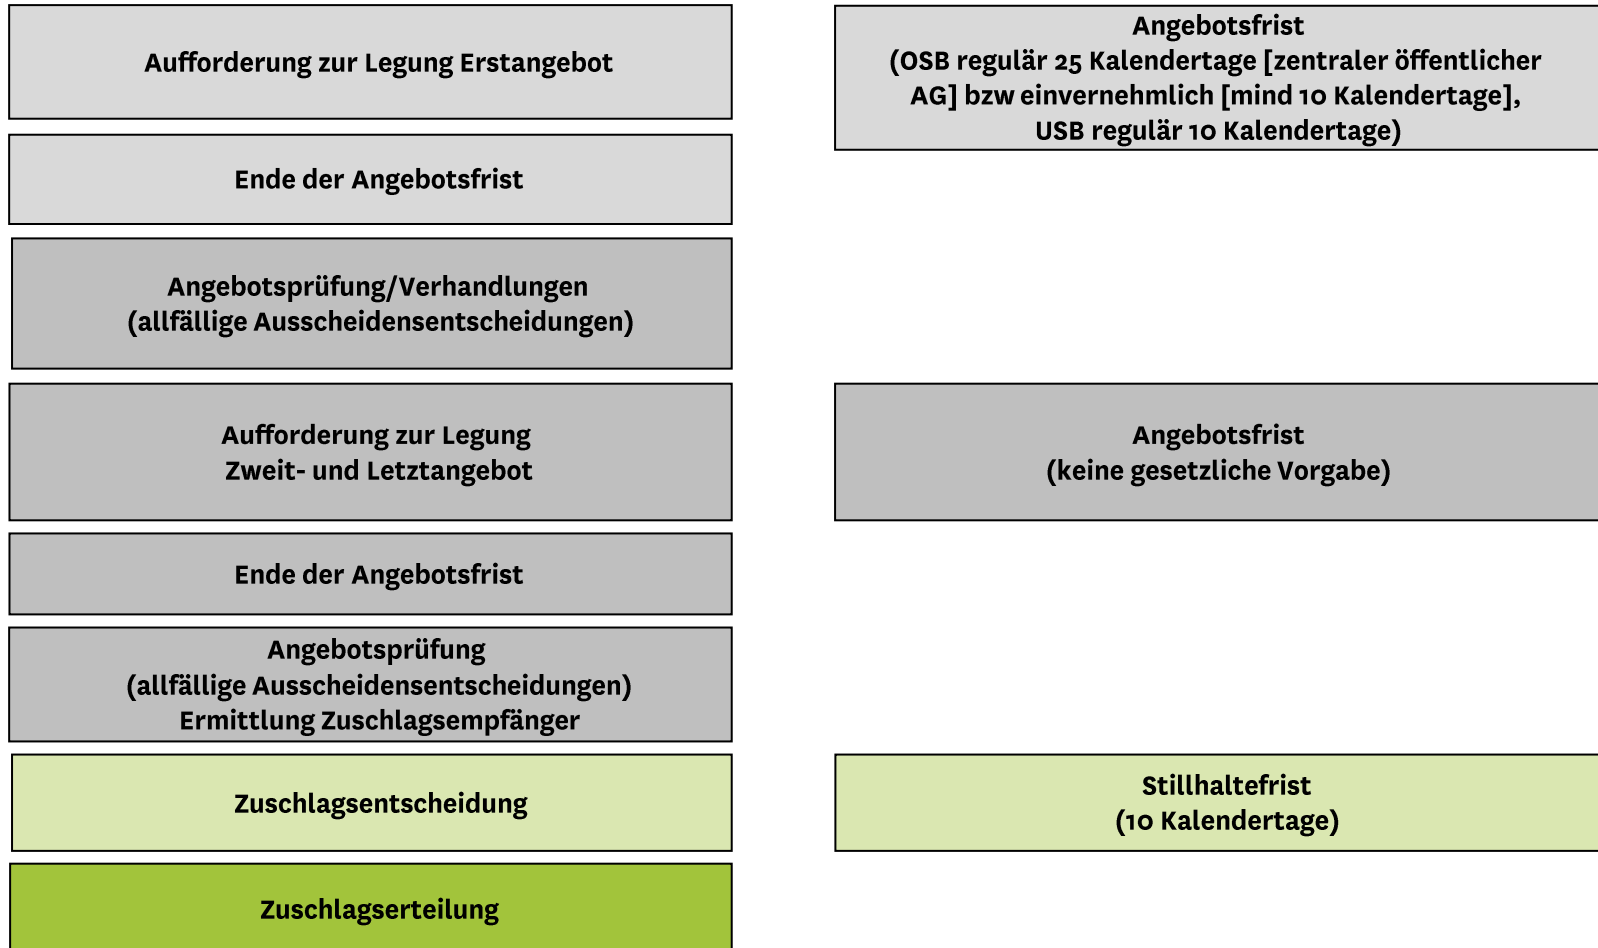 Aufforderung zur Legung Erstangebot
Angebotsfrist
(OSB regulär 25 Kalendertage [zentraler öffentlicher
AG] bzw einvernehmlich [mind 10 Kalendertage],
USB regulär 10 Kalendertage)
Ende der Angebotsfrist
Angebotsprüfung/Verhandlungen
(allfällige Ausscheidensentscheidungen)
Aufforderung zur Legung
Zweit- und Letztangebot
Angebotsfrist
(keine gesetzliche Vorgabe)
Ende der Angebotsfrist
Angebotsprüfung
(allfällige Ausscheidensentscheidungen)
Ermittlung Zuschlagsempfänger
Zuschlagsentscheidung
Stillhaltefrist
(10 Kalendertage)
Zuschlagserteilung